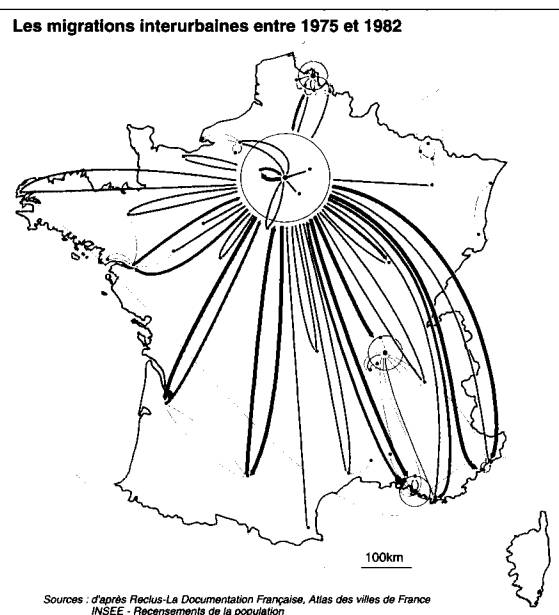 Les migrations interurbaines entre 1975 et 1982
100km
Sources : d'après Reclus-La Documentation Française, Atlas des villes de France
INSEE - Recensements de la population